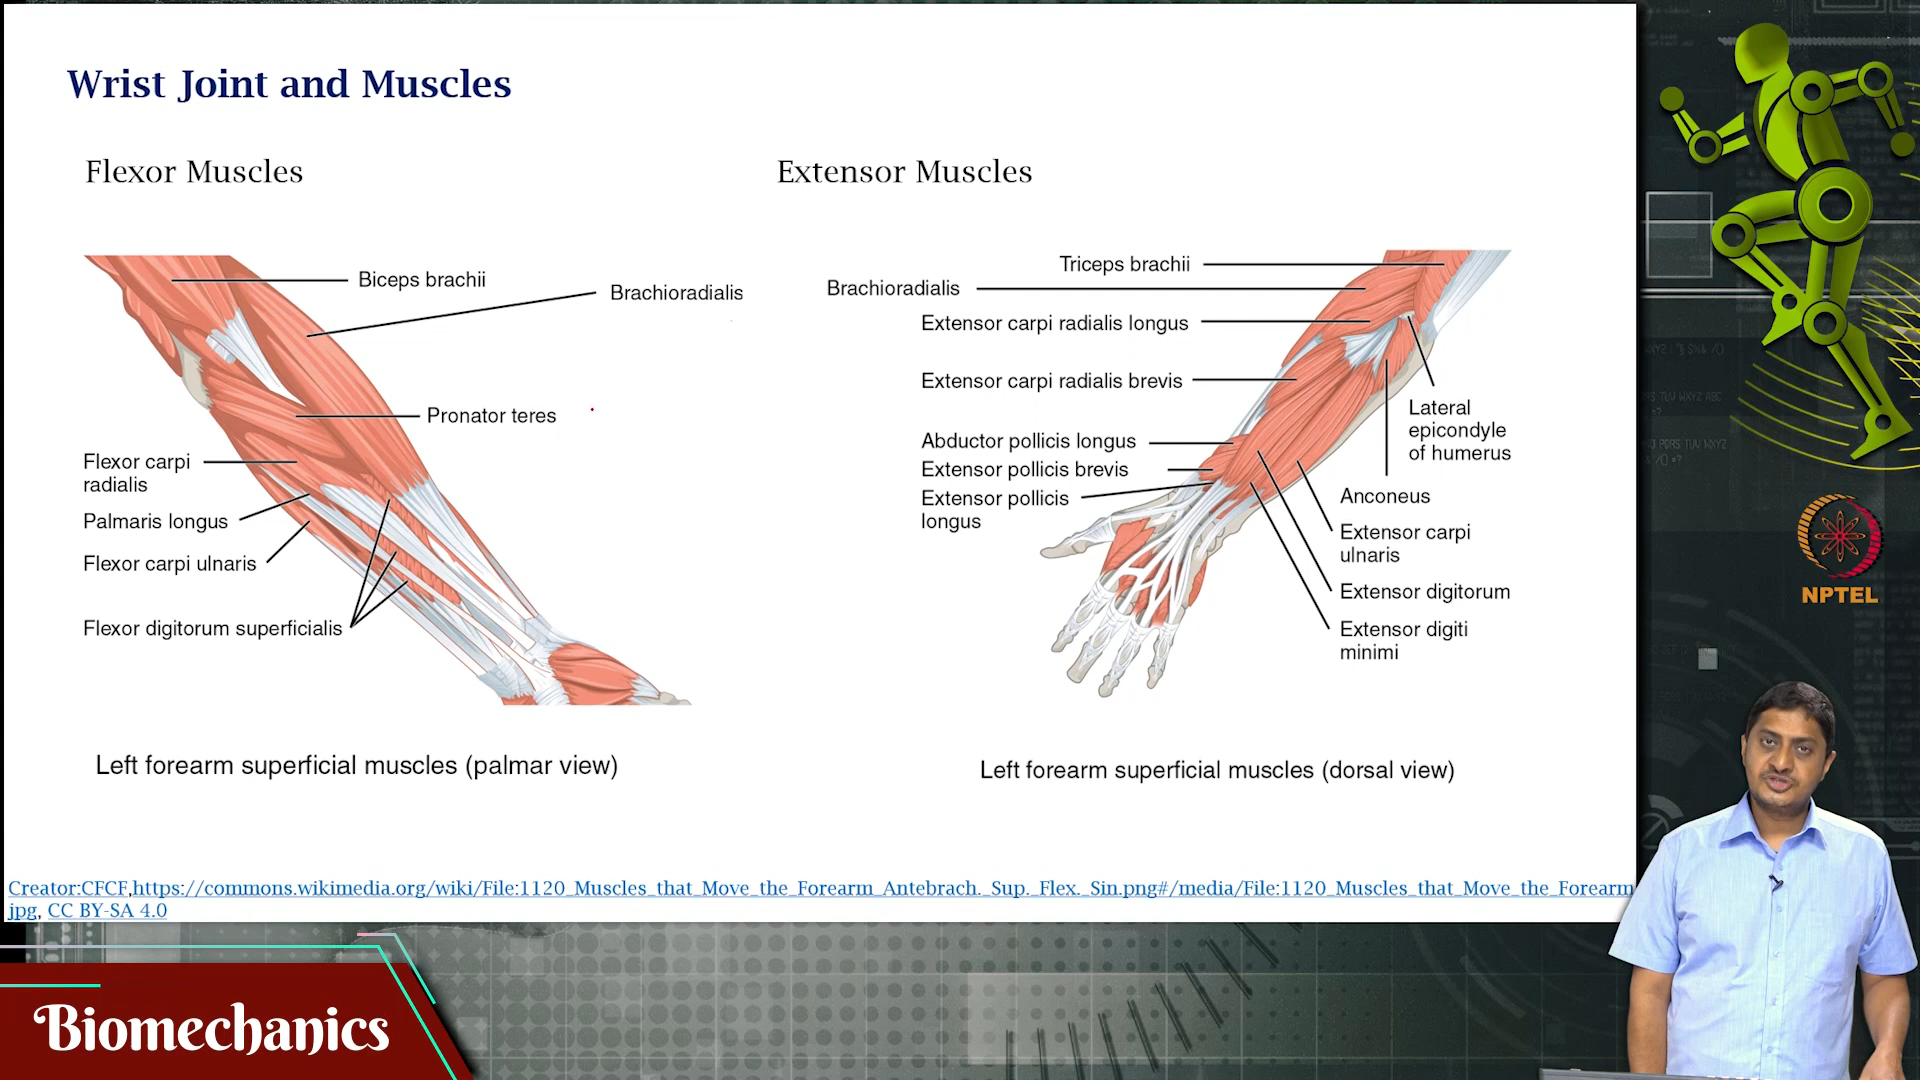 Wrist Joint and Muscles
Flexor Muscles
Extensor Muscles
Biceps brachii
Brachioradialis
Pronator teres
Flexor carpi
radialis
Palmaris longus
Flexor carpi ulnaris
Flexor digitorum superficialis
Left forearm superficial muscles (palmar view)
Triceps brachii
Brachioradialis
Extensor carpi radialis longus
Extensor carpi radialis brevis
Abductor pollicis longus
Extensor pollicis brevis
Extensor pollicis
longus
Lateral
epicondyle
of humerus
Anconeus
Extensor carpi
ulnaris
Extensor digitorum
Extensor digiti
minimi
Left forearm superficial muscles (dorsal view)
Creator:CFCF,https://commons.wikimedia.org/wiki/File:1120_Muscles_that_Move_the_Forearm_Antebrach._Sup._Flex._Sin.png#/media/File:1120_Muscles_that_Move_the_Forearm
jpg, CC BY-SA 4.0
NPTEL
Biomechanics